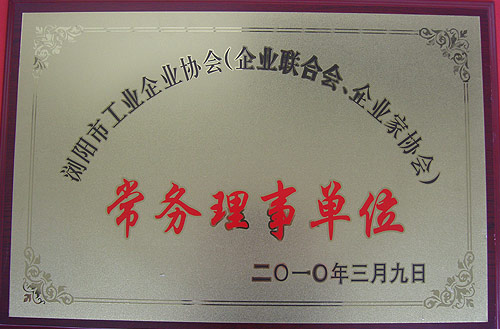 浏阳市工业企业协会(企业联合会、企业家协会)
常务理事单位
二〇一〇年三月九日